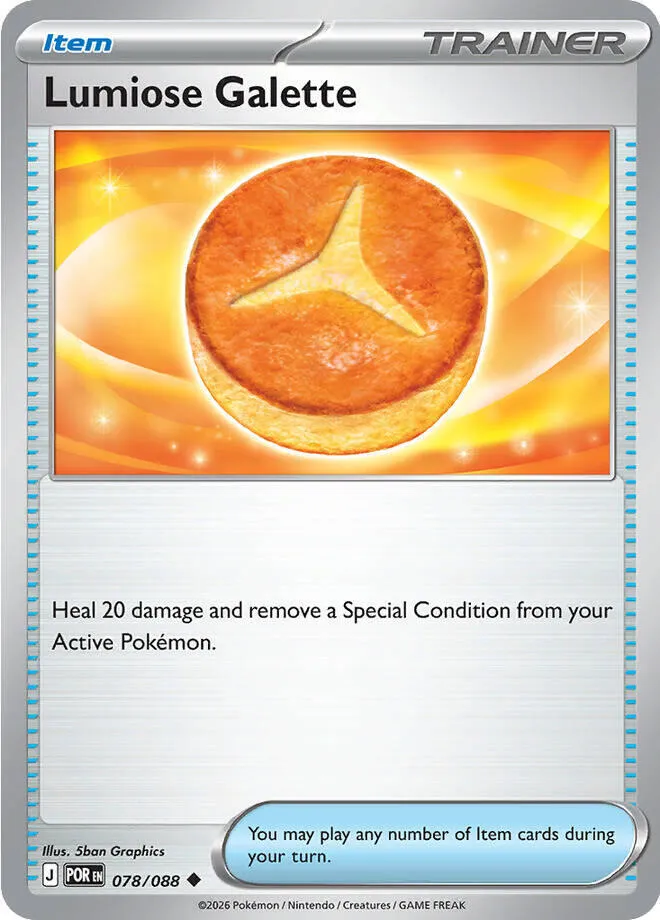 Item
TRAINER
Lumiose Galette
Heal 20 damage and remove a Special Condition from your
Active Pokémon.
You may play any number of Item cards during
your turn.
Illus. 5ban Graphics
J POR EN 078/088 ◆
©2026 Pokémon / Nintendo / Creatures / GAME FREAK